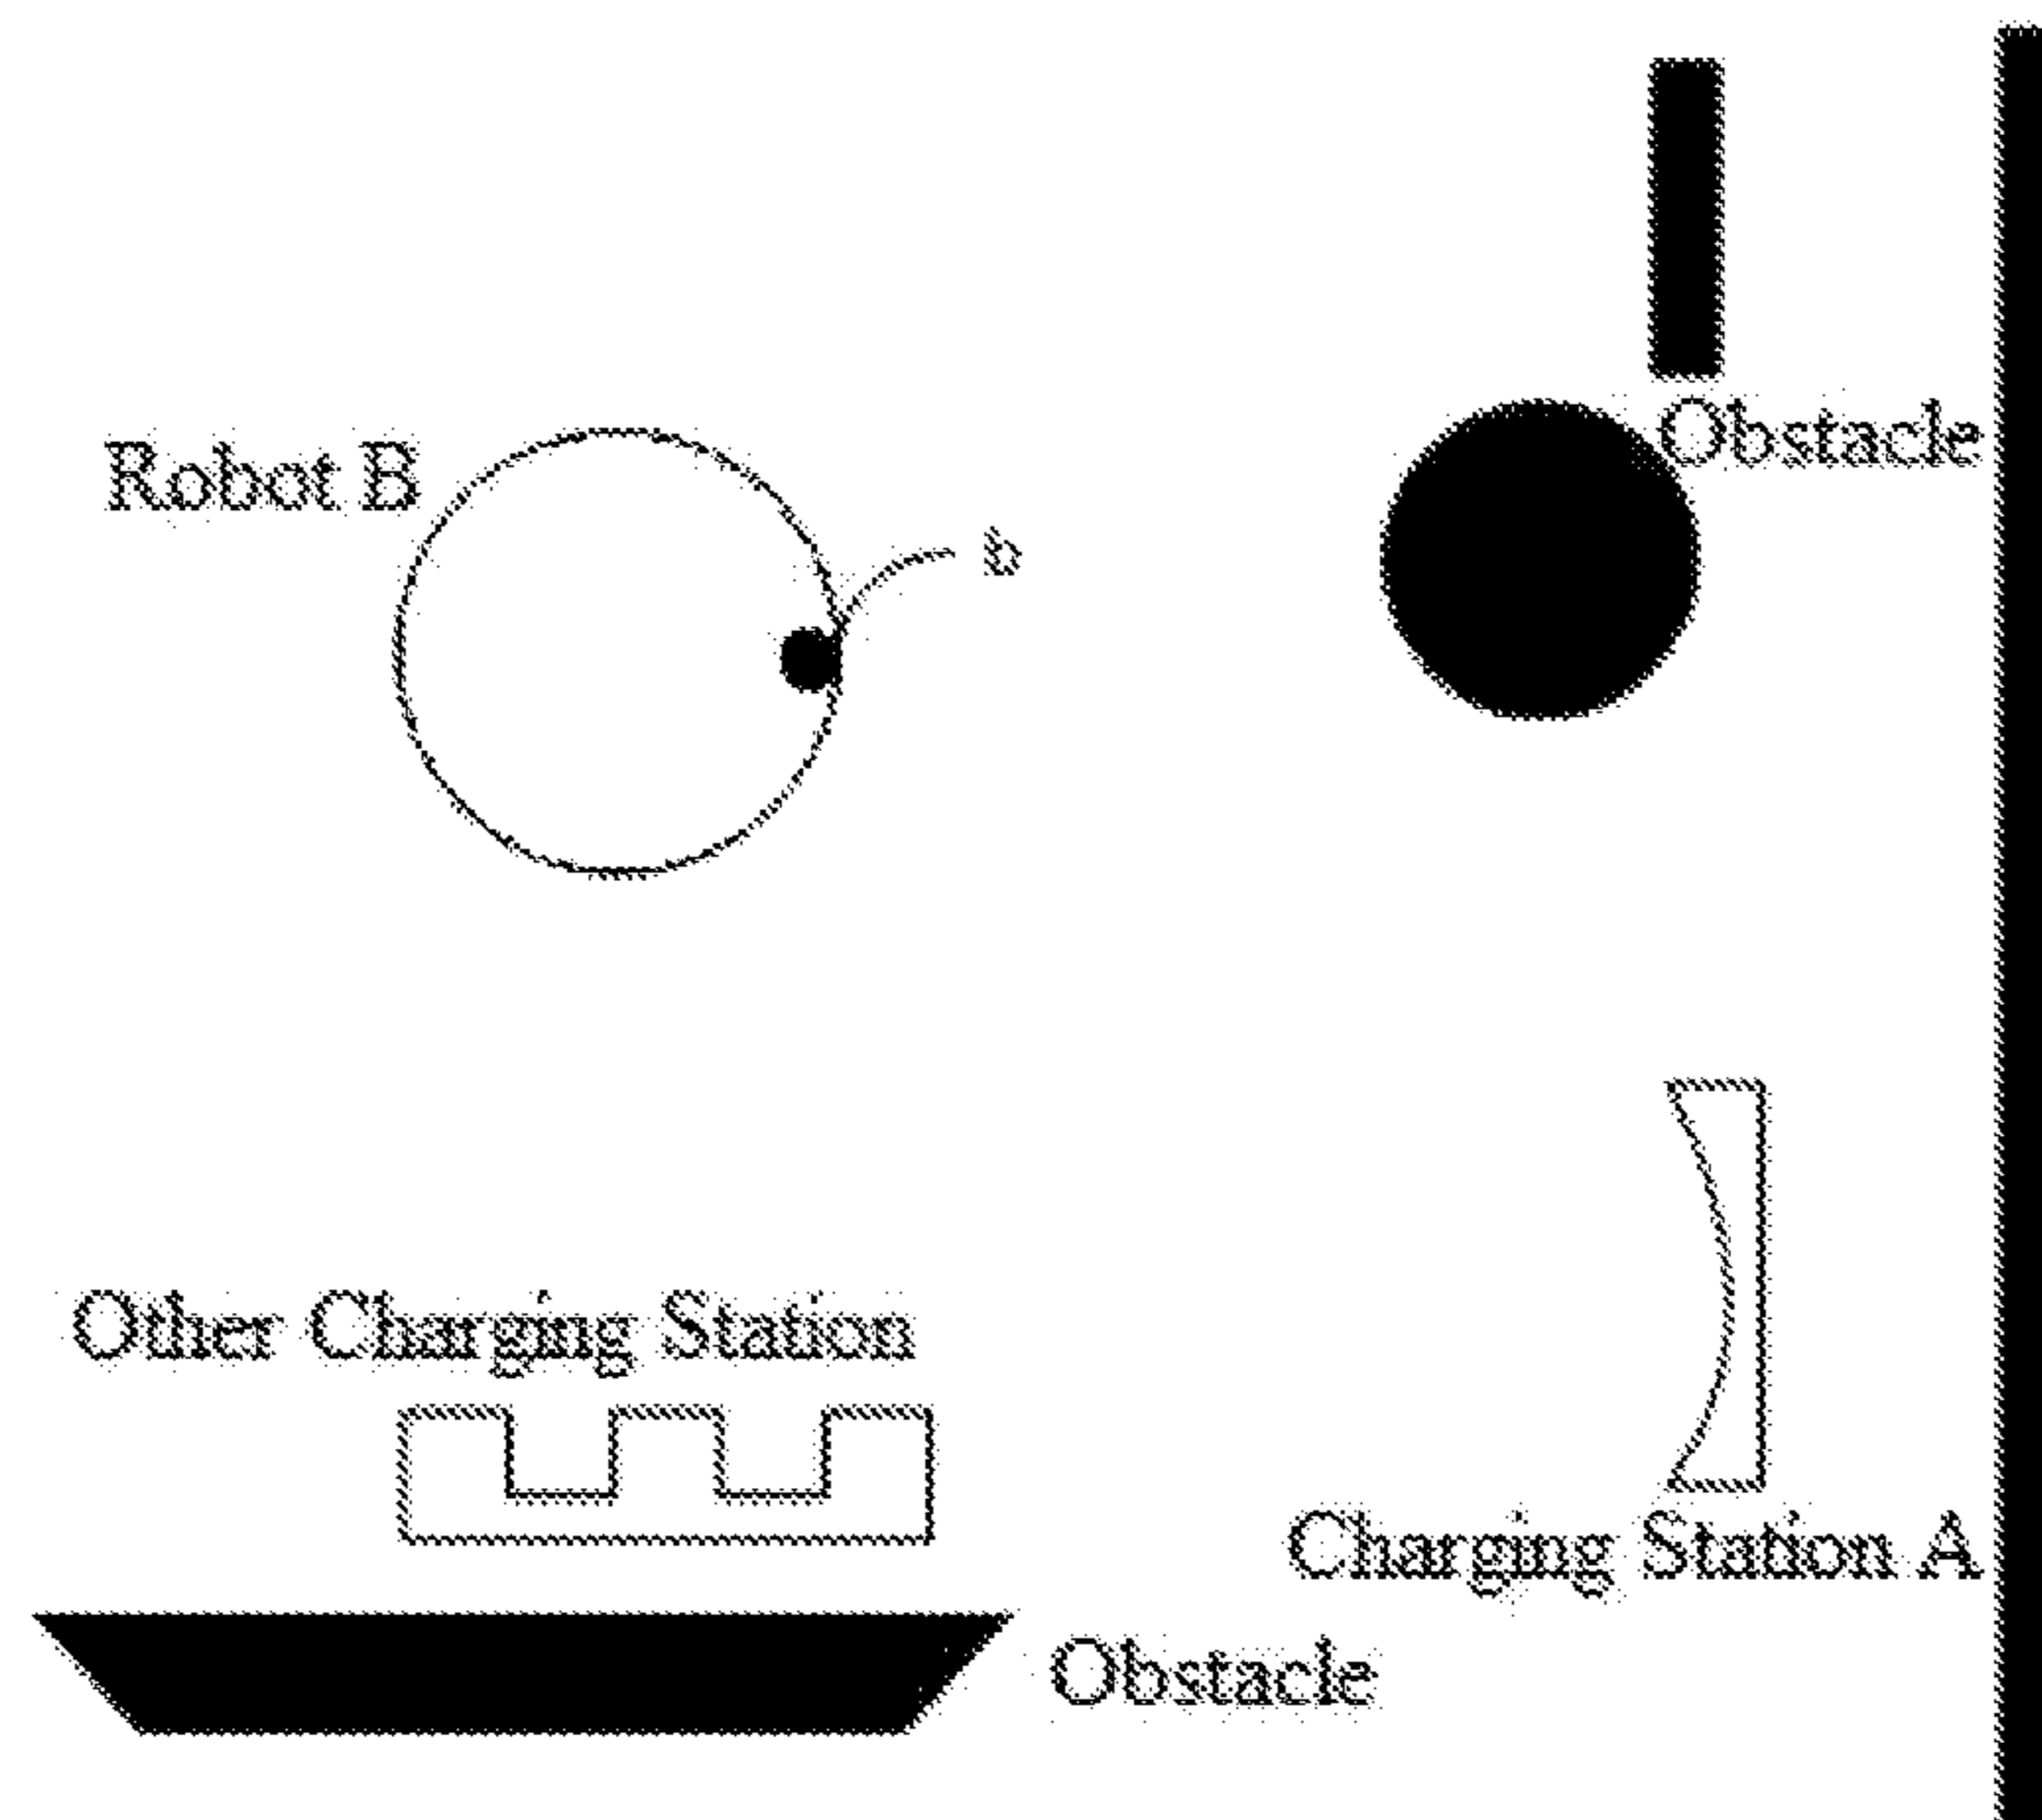 Obstacle
Robot B
b
Other Charging Station
Charging Station A
Obstacle